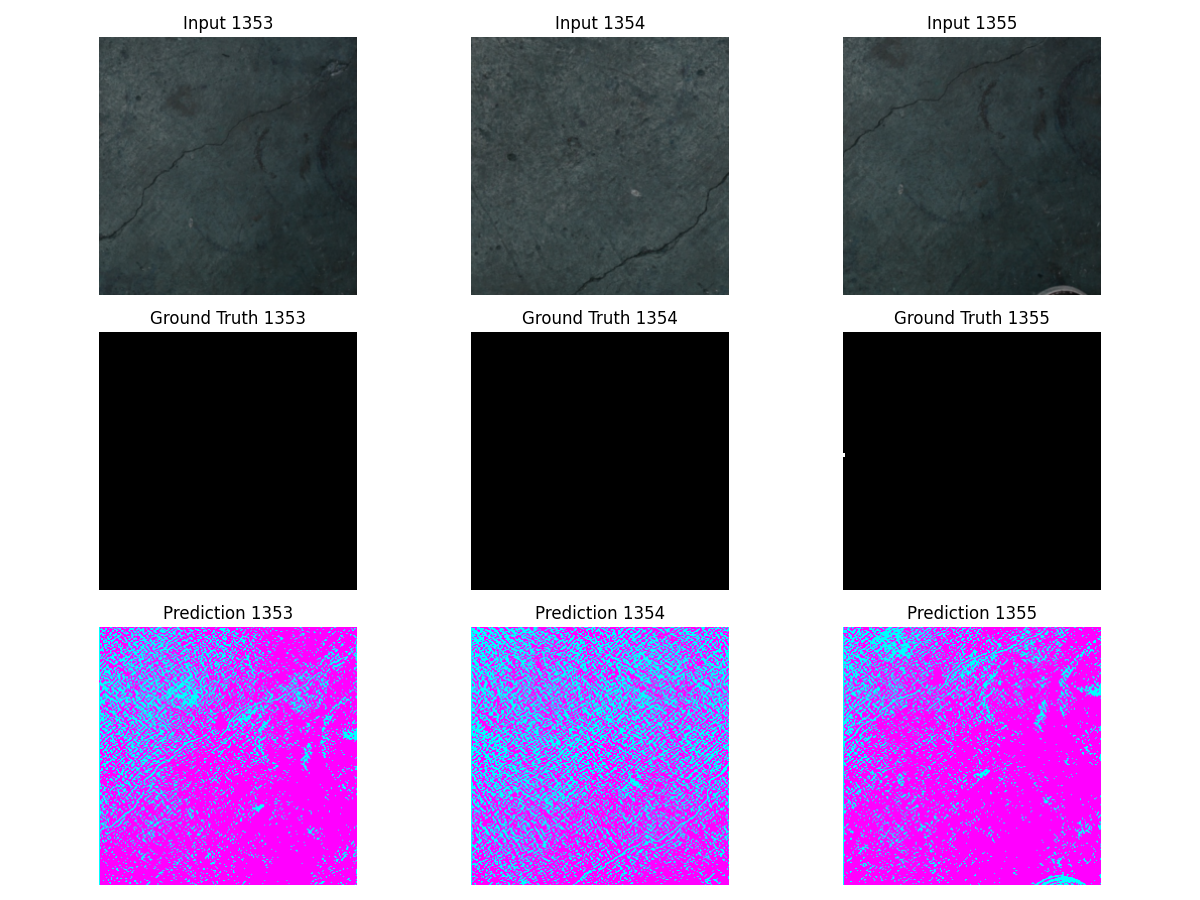 Input 1353
Input 1354
Input 1355
Ground Truth 1353
Ground Truth 1354
Ground Truth 1355
Prediction 1353
Prediction 1354
Prediction 1355